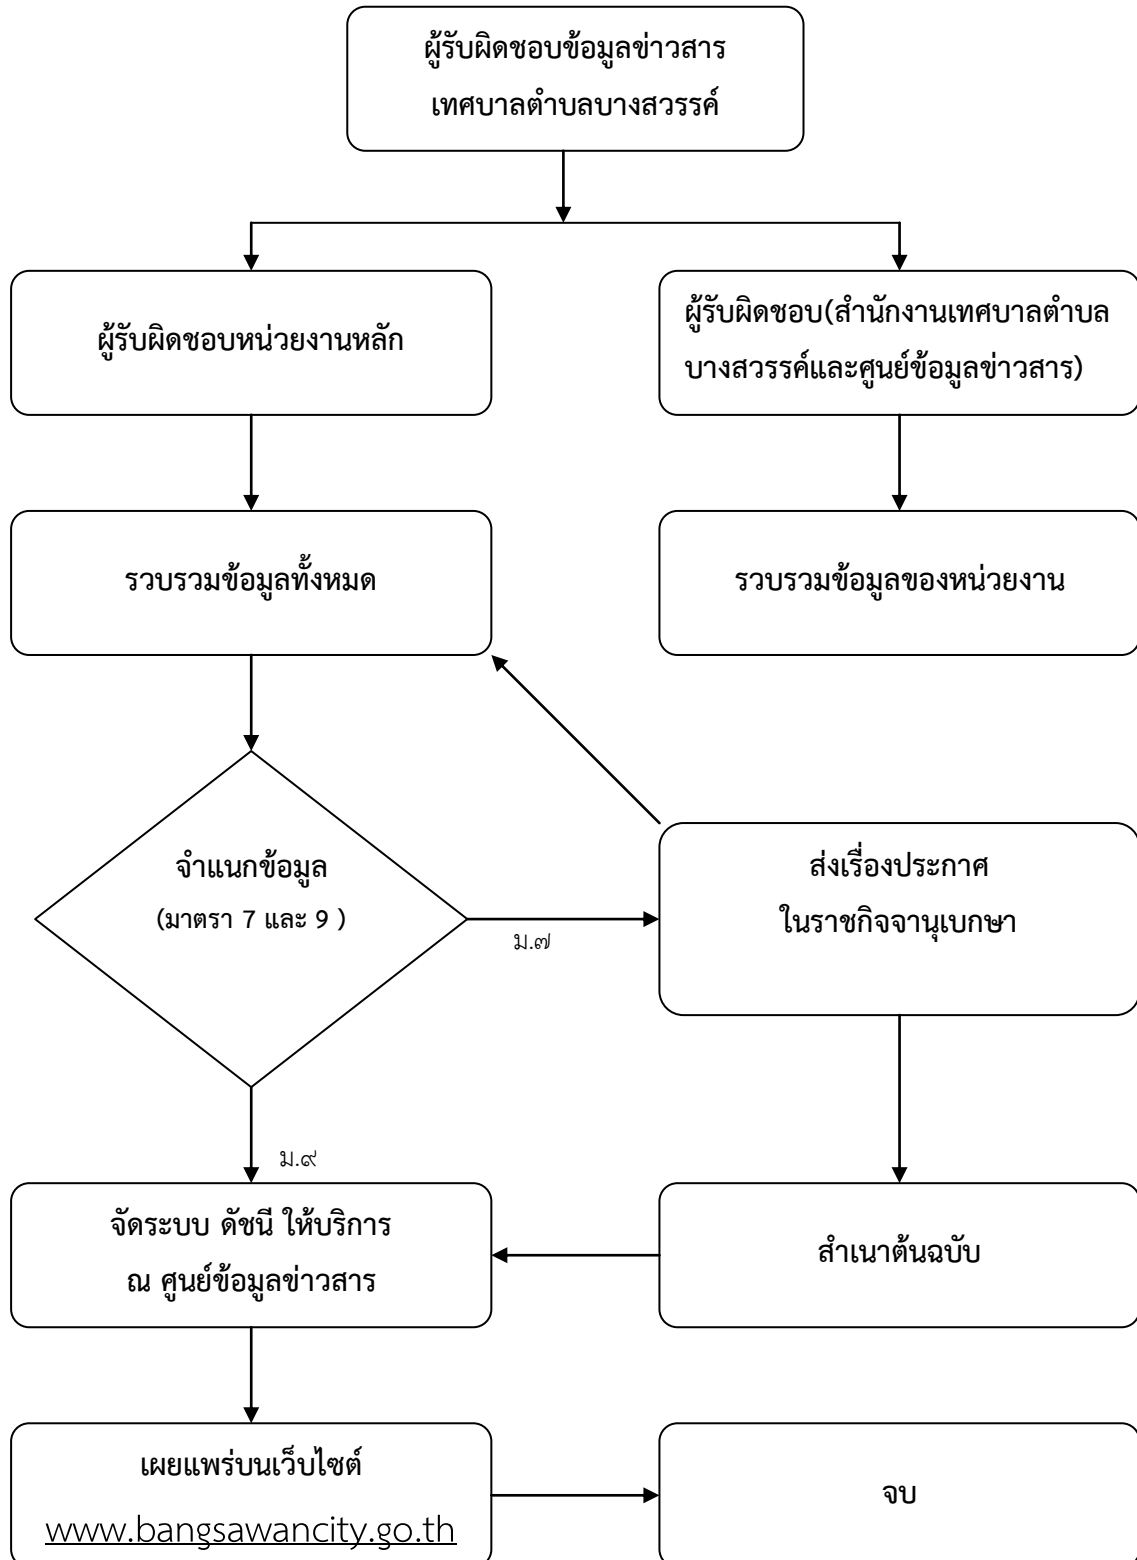 ผู้รับผิดชอบข้อมูลข่าวสาร
เทศบาลตำบลบางสวรรค์
ผู้รับผิดชอบหน่วยงานหลัก
ผู้รับผิดชอบ(สำนักงานเทศบาลตำบล
บางสวรรค์และศูนย์ข้อมูลข่าวสาร)
รวบรวมข้อมูลทั้งหมด
รวบรวมข้อมูลของหน่วยงาน
จำแนกข้อมูล
(มาตรา 7 และ 9 )
ม.๗
ส่งเรื่องประกาศ
ในราชกิจจานุเบกษา
ม.๙
จัดระบบ ดัชนี ให้บริการ
ณ ศูนย์ข้อมูลข่าวสาร
สำเนาต้นฉบับ
เผยแพร่บนเว็บไซต์
www.bangsawancity.go.th
จบ